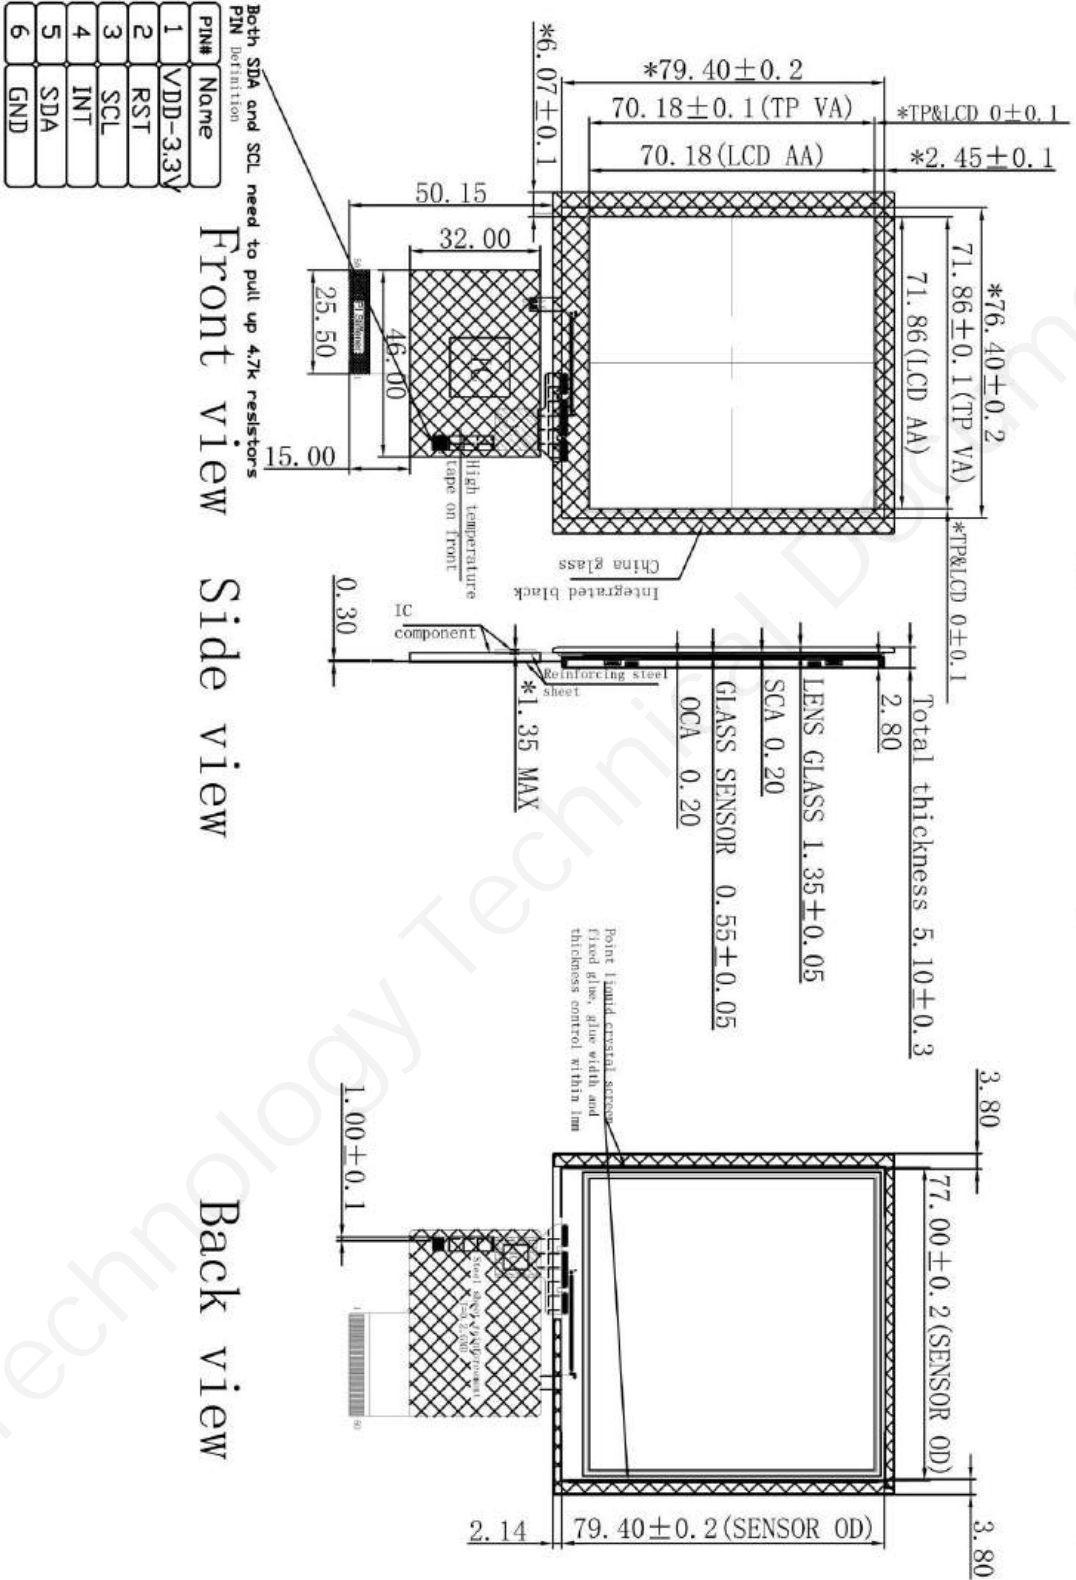 Both SDA and SCL need to pull up 4.7k resistors
PIN Definition
PIN# Name
1 VDD-3.3V
2 RST
3 SCL
4 INT
5 SDA
6 GND
*79.40±0.2
70.18±0.1(TP VA)
70.18(LCD AA)
*TP&LCD 0±0.1
*2.45±0.1
*6.07±0.1
50.15
32.00
25.50
46.00
15.00
*76.40±0.2
71.86±0.1(TP VA)
71.86(LCD AA)
*TP&LCD 0±0.1
High temperature
tape on front
Integrated black
China glass
Front view
0.30
IC
component
Reinforcing steel
sheet
*1.35 MAX
OCA 0.20
GLASS SENSOR 0.55±0.05
SCA 0.20
LENS GLASS 1.35±0.05
2.80
Total thickness 5.10±0.3
Side view
Point liquid crystal screen
fixed glue, glue width and
thickness control within 1mm
3.80
77.00±0.2(SENSOR OD)
3.80
1.00±0.1
Steel sheet reinforcement
1
50
2.14
79.40±0.2(SENSOR OD)
Back view
Technology Technical Docum